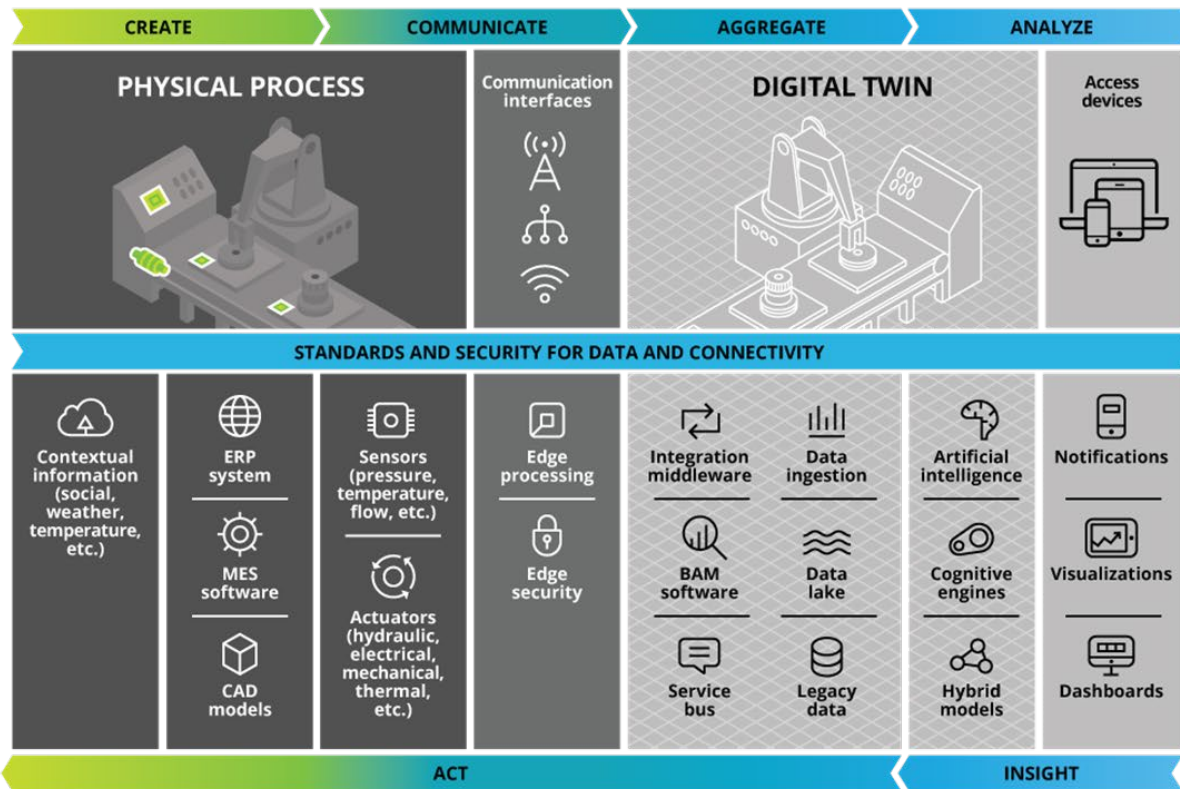 CREATE
COMMUNICATE
AGGREGATE
ANALYZE
PHYSICAL PROCESS
Communication
interfaces
DIGITAL TWIN
Access
devices
STANDARDS AND SECURITY FOR DATA AND CONNECTIVITY
Contextual
information
(social,
weather,
temperature,
etc.)
ERP
system
MES
software
CAD
models
Sensors
(pressure,
temperature,
flow, etc.)
Actuators
(hydraulic,
electrical,
mechanical,
thermal,
etc.)
Edge
processing
Edge
security
Integration
middleware
BAM
software
Service
bus
Data
ingestion
Data
lake
Legacy
data
Artificial
intelligence
Cognitive
engines
Hybrid
models
Notifications
Visualizations
Dashboards
ACT
INSIGHT